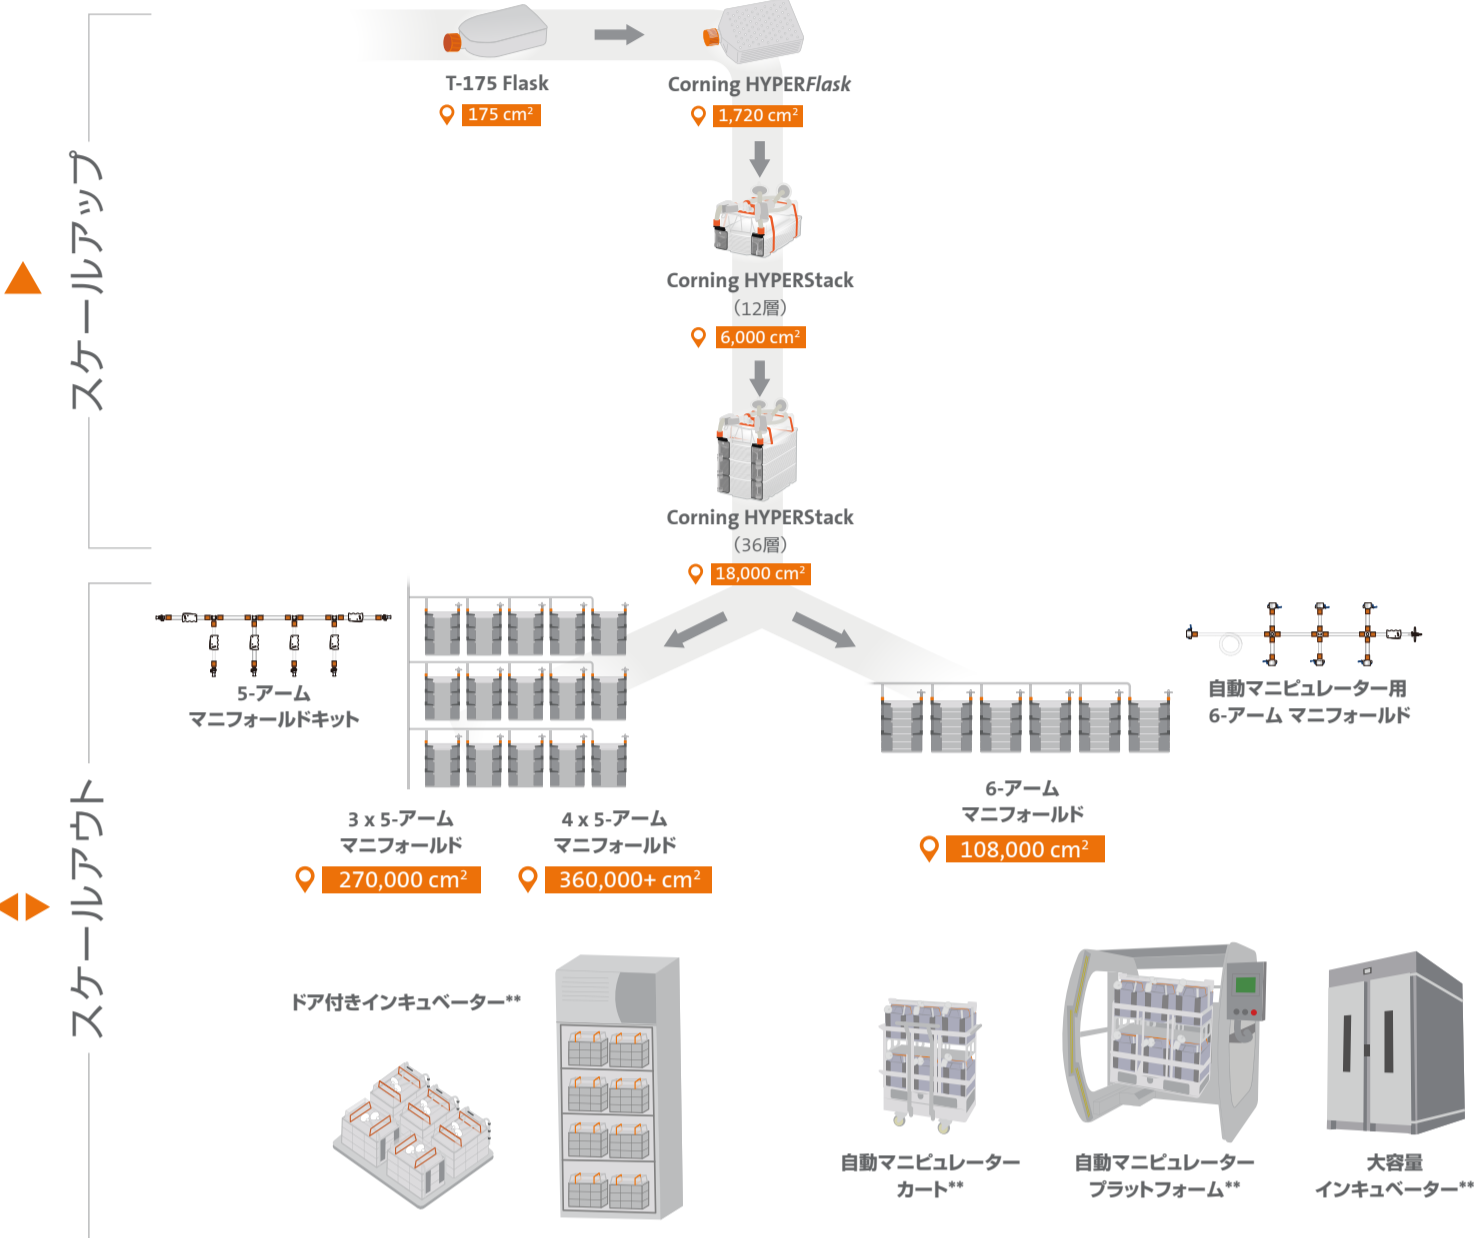 スケールアップ
T-175 Flask
175 cm²
Corning HYPERFlask
1,720 cm²
Corning HYPERStack
（12層）
6,000 cm²
Corning HYPERStack
（36層）
18,000 cm²
スケールアウト
5-アーム
マニフォールドキット
3 x 5-アーム
マニフォールド
270,000 cm²
4 x 5-アーム
マニフォールド
360,000+ cm²
6-アーム
マニフォールド
108,000 cm²
自動マニピュレーター用
6-アーム マニフォールド
ドア付きインキュベーター**
自動マニピュレーター
カート**
自動マニピュレーター
プラットフォーム**
大容量
インキュベーター**